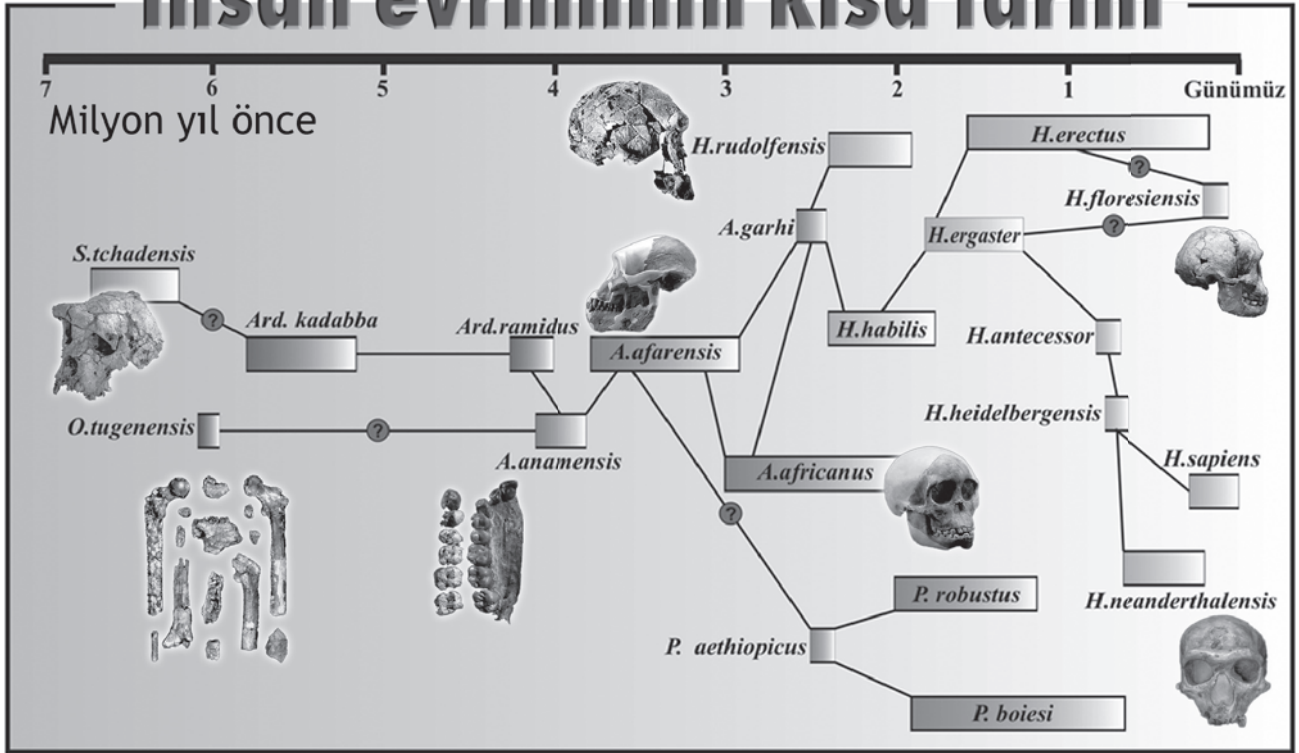 İnsan evriminin kısa tarihi
7 6 5 4 3 2 1 Günümüz
Milyon yıl önce
H.erectus
H.rudolfensis
?
H.floresiensis
A.garhi
?
H.ergaster
S.tchadensis
?
Ard. kadabba
Ard.ramidus
?
H.habilis
H.antecessor
A.afarensis
H.heidelbergensis
O.tugenensis
?
A.anamensis
H.sapiens
A.africanus
?
P. robustus
H.neanderthalensis
P. aethiopicus
P. boiesi